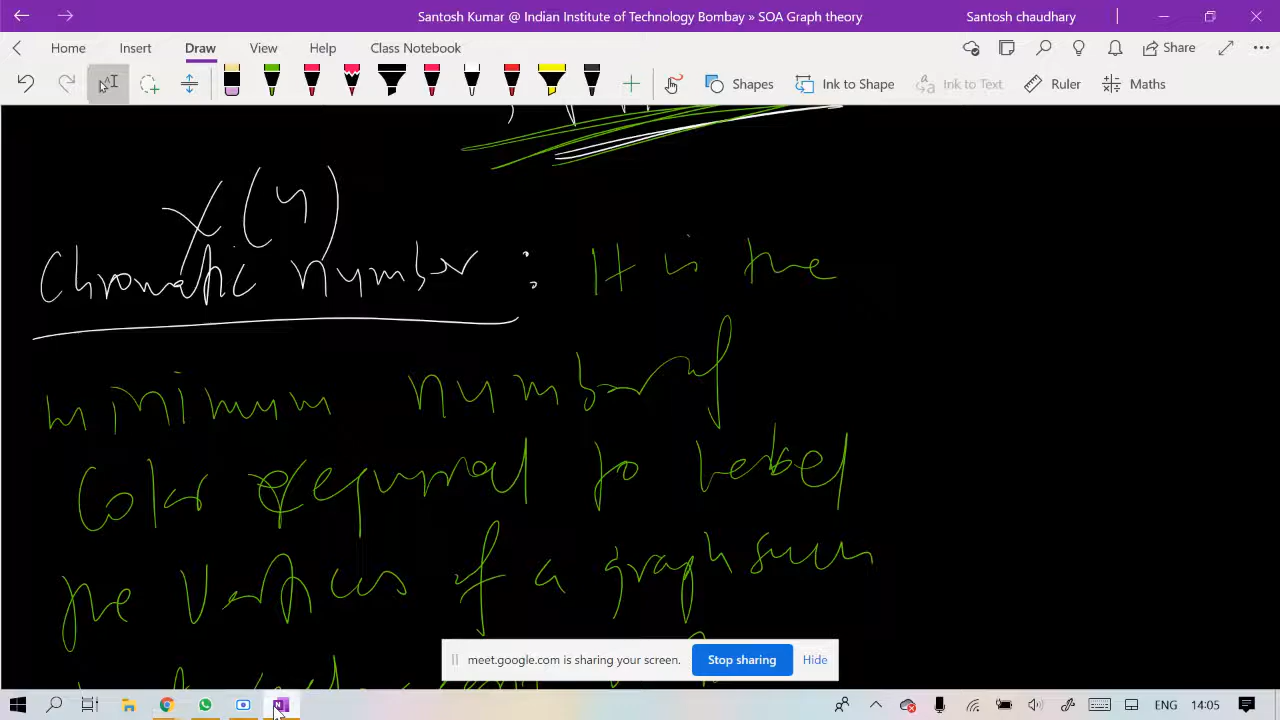 Santosh Kumar @ Indian Institute of Technology Bombay » SOA Graph theory
Santosh chaudhary
Home Insert Draw View Help Class Notebook
Share
Shapes Ink to Shape Ink to Text Ruler Maths
χ(G)
Chromatic number : It is the
minimum number of
Color required to label
the Vertices of a graph such
meet.google.com is sharing your screen. Stop sharing Hide
ENG 14:05